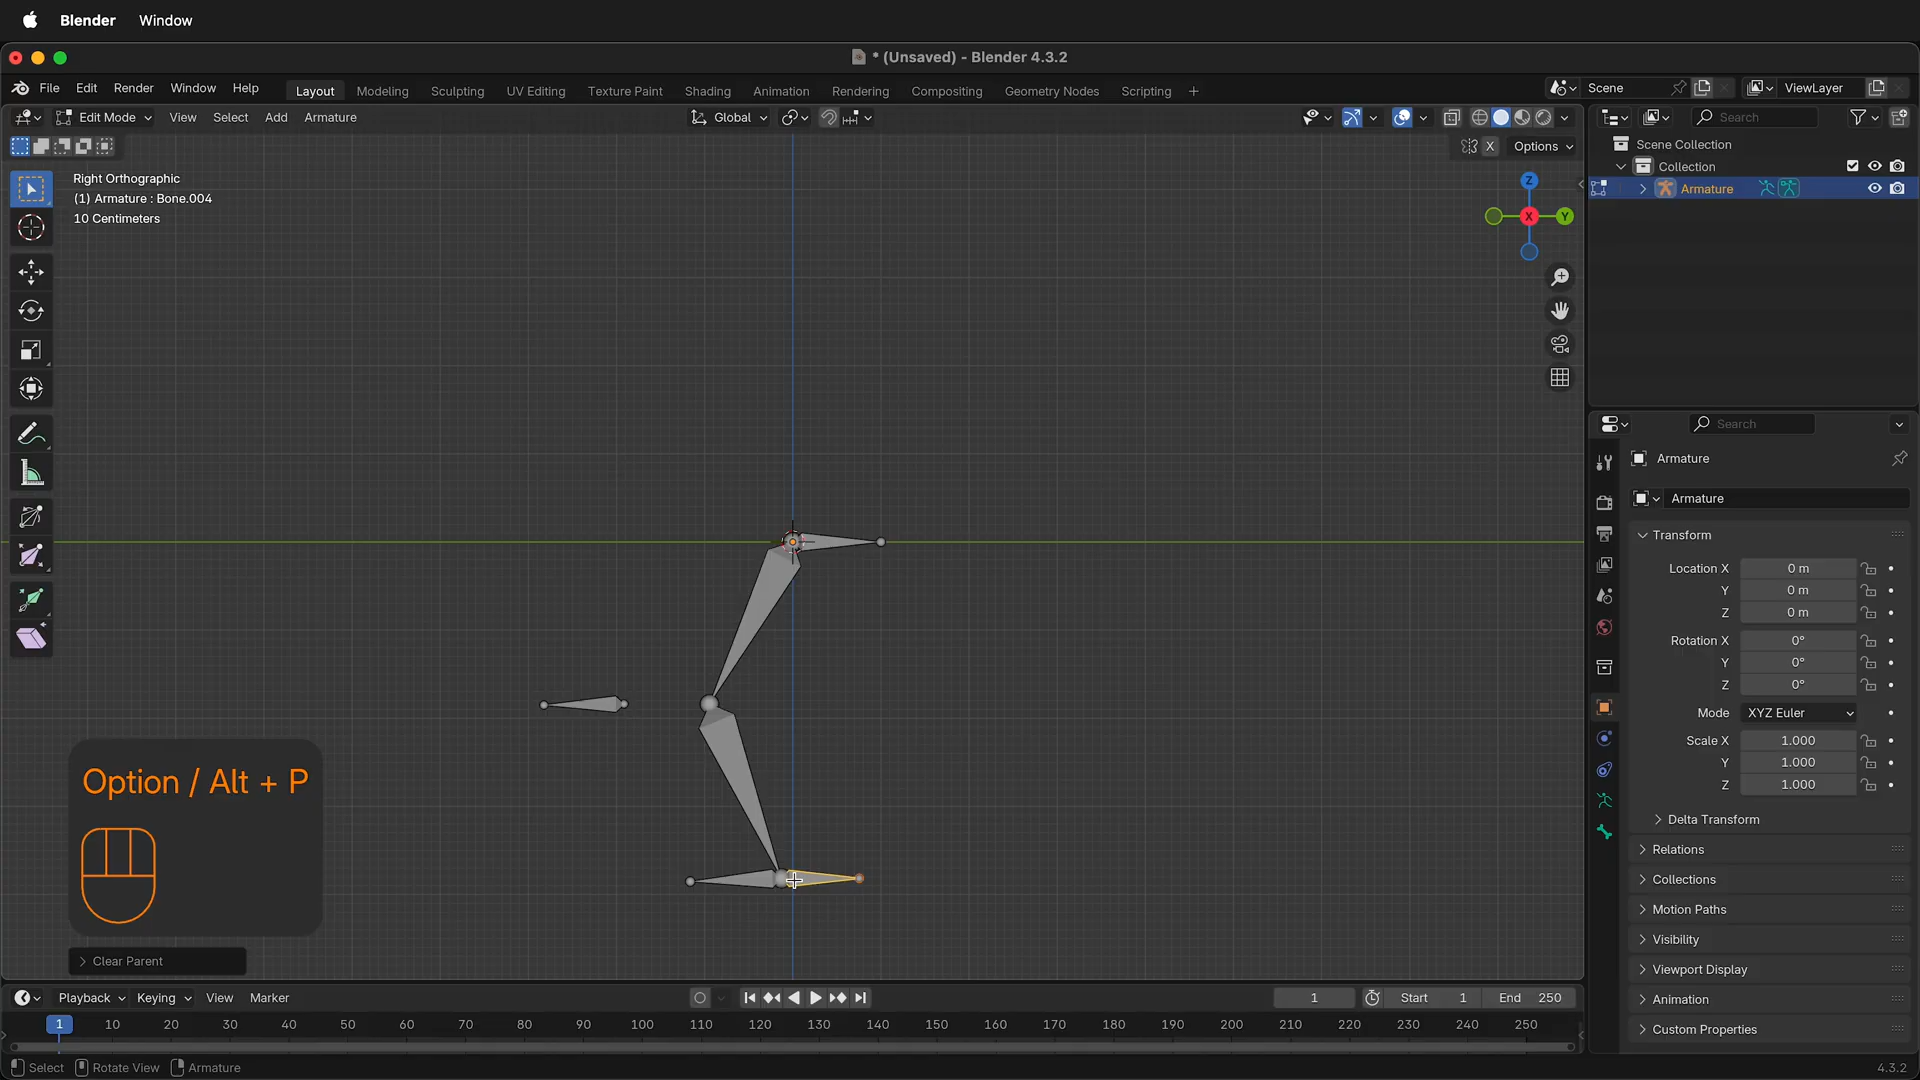 Blender Window
* (Unsaved) - Blender 4.3.2
File Edit Render Window Help Layout Modeling Sculpting UV Editing Texture Paint Shading Animation Rendering Compositing Geometry Nodes Scripting + Scene ViewLayer
Edit Mode View Select Add Armature Global Search
X Options
Right Orthographic
(1) Armature : Bone.004
10 Centimeters
Z
X
Y
Scene Collection
Collection
Armature
Search
Armature
Armature
Transform
Location X 0 m
Y 0 m
Z 0 m
Rotation X 0°
Y 0°
Z 0°
Mode XYZ Euler
Scale X 1.000
Y 1.000
Z 1.000
Delta Transform
Relations
Collections
Motion Paths
Visibility
Viewport Display
Animation
Custom Properties
Option / Alt + P
Clear Parent
Playback Keying View Marker 1 Start 1 End 250
1 10 20 30 40 50 60 70 80 90 100 110 120 130 140 150 160 170 180 190 200 210 220 230 240 250
Select Rotate View Armature 4.3.2